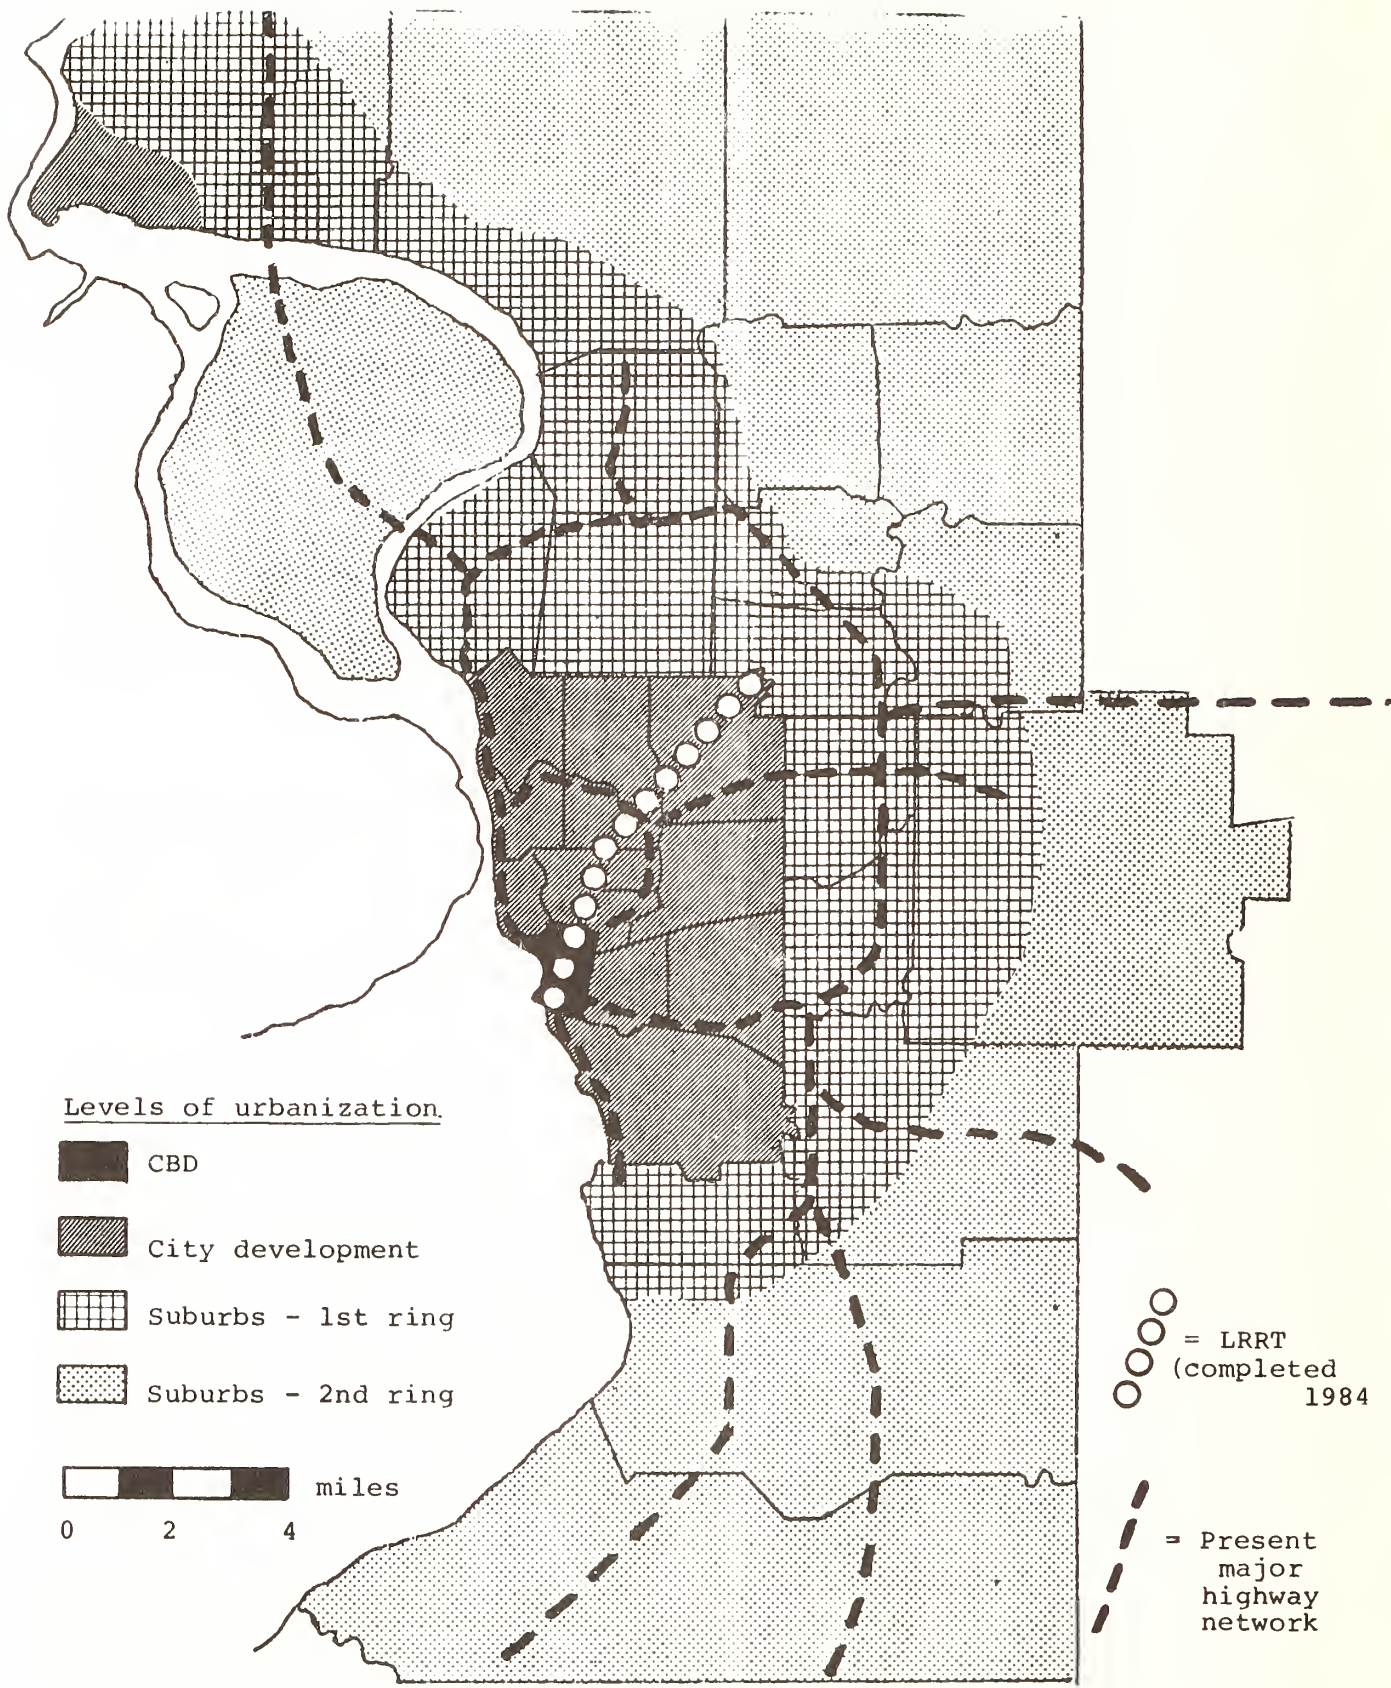 Levels of urbanization.
CBD
City development
Suburbs - 1st ring
Suburbs - 2nd ring
miles
0 2 4
= LRRT
(completed
1984
= Present
major
highway
network